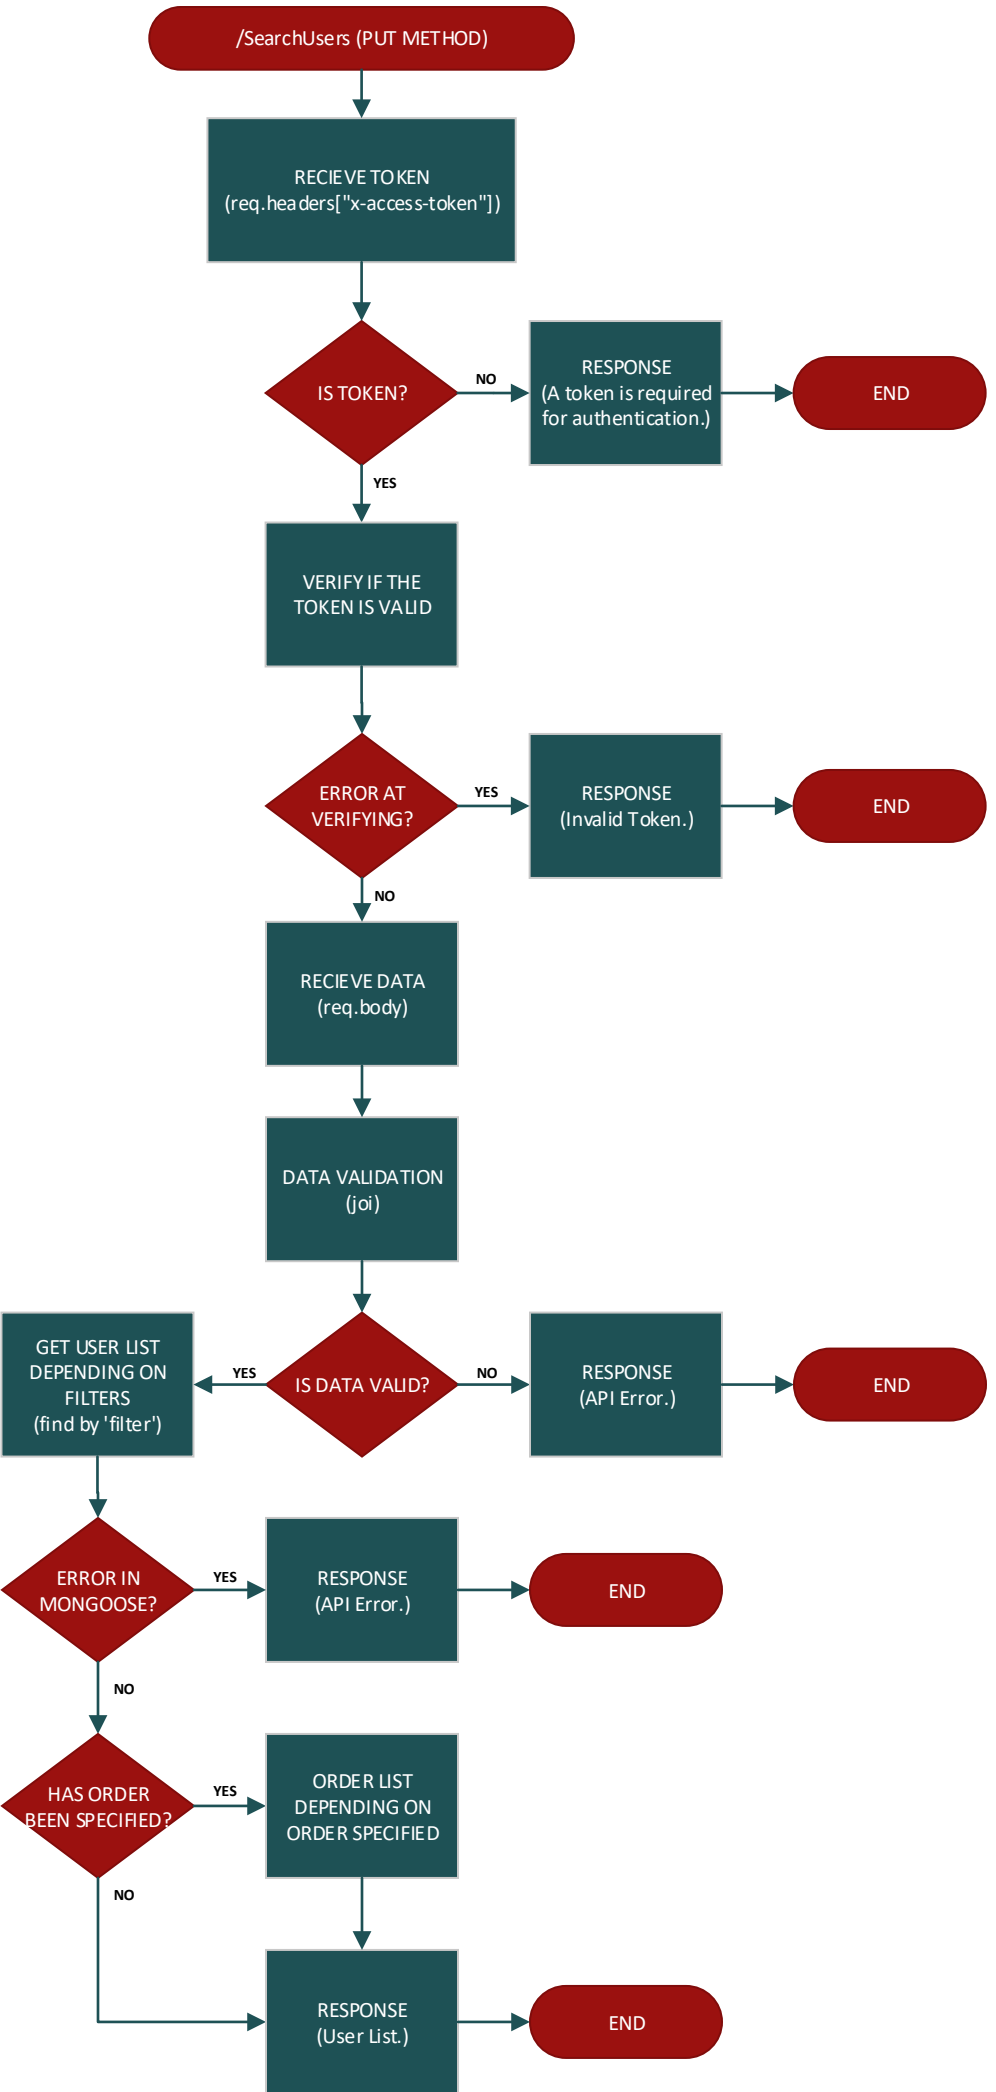 /SearchUsers (PUT METHOD)
RECIEVE TOKEN
(req.headers["x-access-token"])
IS TOKEN?
NO
RESPONSE
(A token is required
for authentication.)
END
YES
VERIFY IF THE
TOKEN IS VALID
ERROR AT
VERIFYING?
YES
RESPONSE
(Invalid Token.)
END
NO
RECIEVE DATA
(req.body)
DATA VALIDATION
(joi)
GET USER LIST
DEPENDING ON
FILTERS
(find by 'filter')
YES
IS DATA VALID?
NO
RESPONSE
(API Error.)
END
ERROR IN
MONGOOSE?
YES
RESPONSE
(API Error.)
END
NO
HAS ORDER
BEEN SPECIFIED?
YES
ORDER LIST
DEPENDING ON
ORDER SPECIFIED
NO
RESPONSE
(User List.)
END